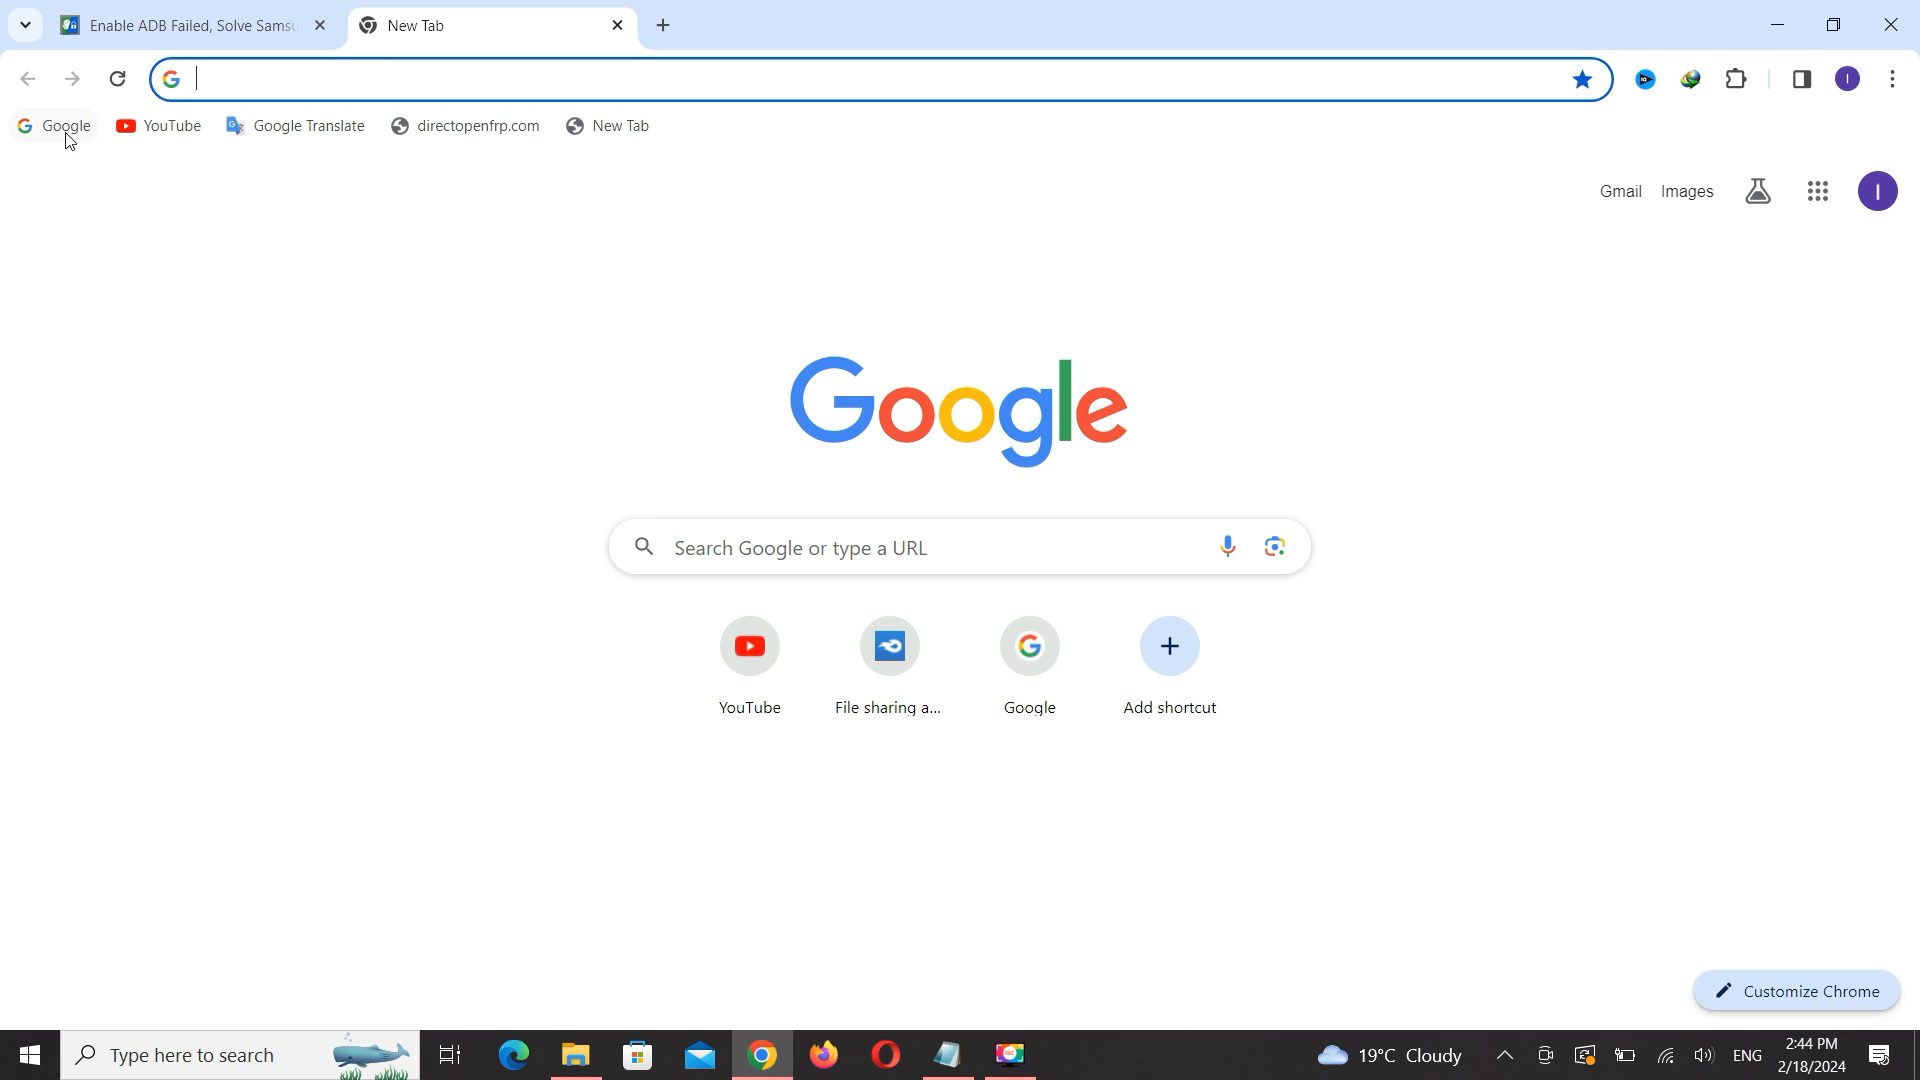 Enable ADB Failed, Solve Samsu
New Tab
Google
YouTube
Google Translate
directopenfrp.com
New Tab
Gmail
Images
I
Google
Search Google or type a URL
YouTube
File sharing a...
Google
Add shortcut
Customize Chrome
Type here to search
19°C Cloudy
ENG
2:44 PM
2/18/2024